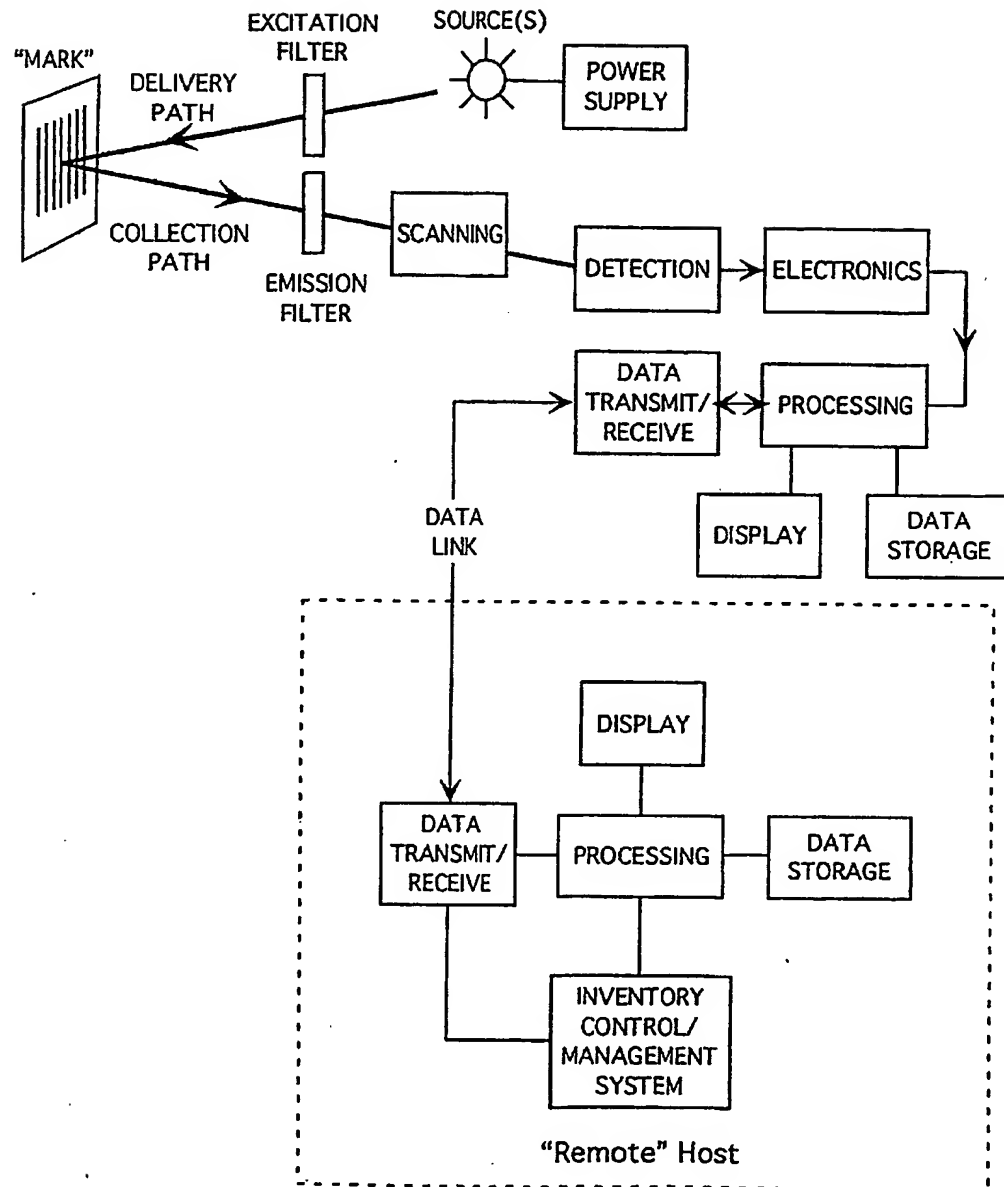 EXCITATION
FILTER
SOURCE(S)
"MARK"
DELIVERY
PATH
POWER
SUPPLY
COLLECTION
PATH
EMISSION
FILTER
SCANNING
DETECTION
ELECTRONICS
DATA
TRANSMIT/
RECEIVE
PROCESSING
DISPLAY
DATA
STORAGE
DATA
LINK
DISPLAY
DATA
TRANSMIT/
RECEIVE
PROCESSING
DATA
STORAGE
INVENTORY
CONTROL/
MANAGEMENT
SYSTEM
"Remote" Host